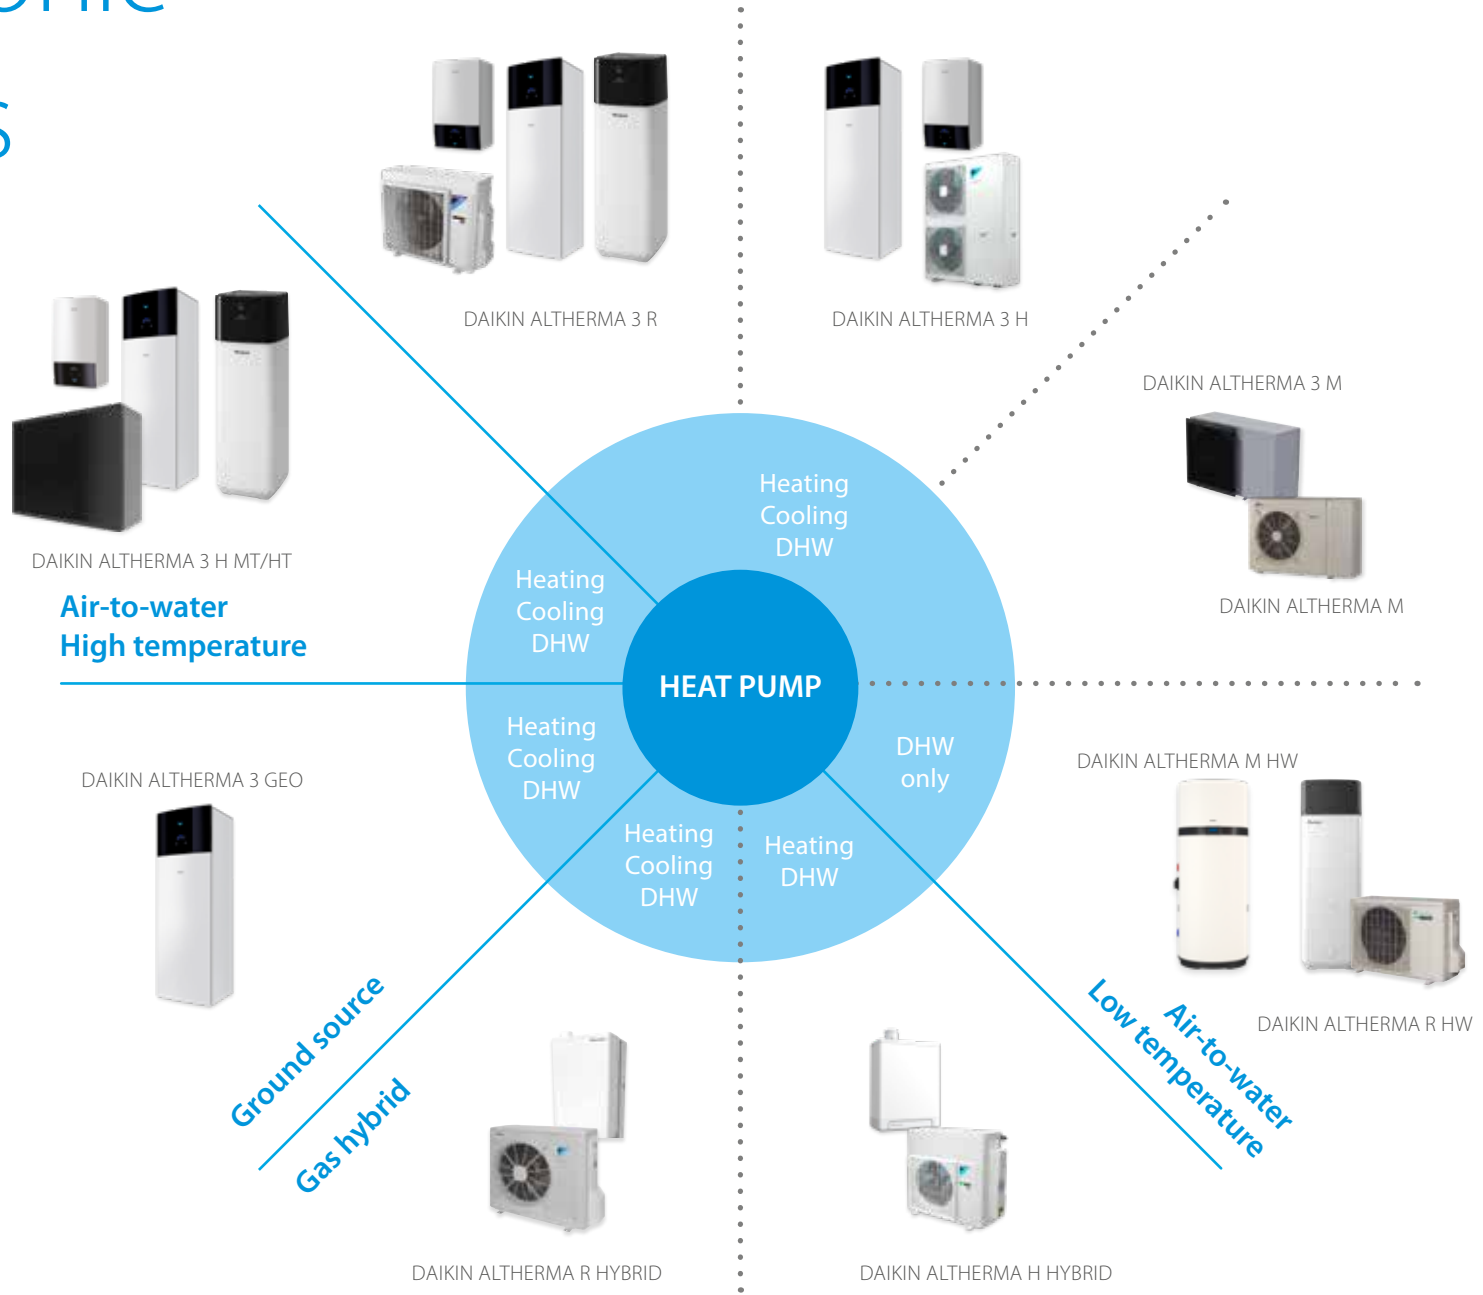 S
DAIKIN ALTHERMA 3 R
DAIKIN ALTHERMA 3 H
DAIKIN ALTHERMA 3 M
DAIKIN ALTHERMA M
DAIKIN ALTHERMA 3 H MT/HT
Air-to-water
High temperature
Heating
Cooling
DHW
Heating
Cooling
DHW
HEAT PUMP
Heating
Cooling
DHW
DHW
only
Heating
Cooling
DHW
Heating
DHW
DAIKIN ALTHERMA 3 GEO
DAIKIN ALTHERMA M HW
DAIKIN ALTHERMA R HW
Ground source
Gas hybrid
Air-to-water
Low temperature
DAIKIN ALTHERMA R HYBRID
DAIKIN ALTHERMA H HYBRID